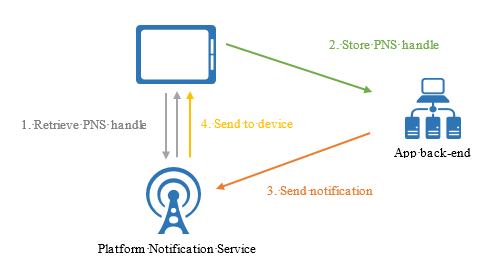 2. Store PNS handle
1. Retrieve PNS handle
4. Send to device
App back-end
3. Send notification
Platform Notification Service